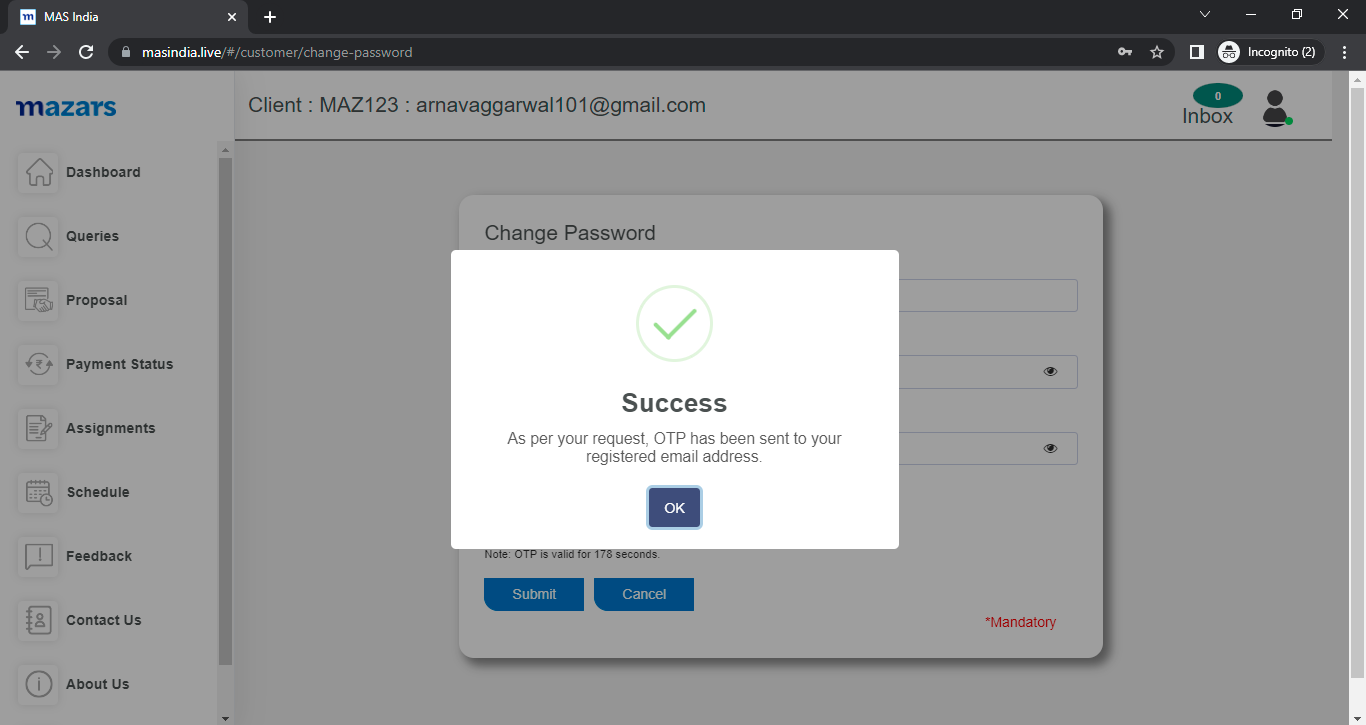 MAS India
masindia.live/#/customer/change-password
Incognito (2)
mazars
Client : MAZ123 : arnavaggarwal101@gmail.com
0
Inbox
Dashboard
Queries
Proposal
Payment Status
Assignments
Schedule
Feedback
Contact Us
About Us
Change Password
Success
As per your request, OTP has been sent to your
registered email address.
OK
Note: OTP is valid for 178 seconds.
Submit
Cancel
*Mandatory